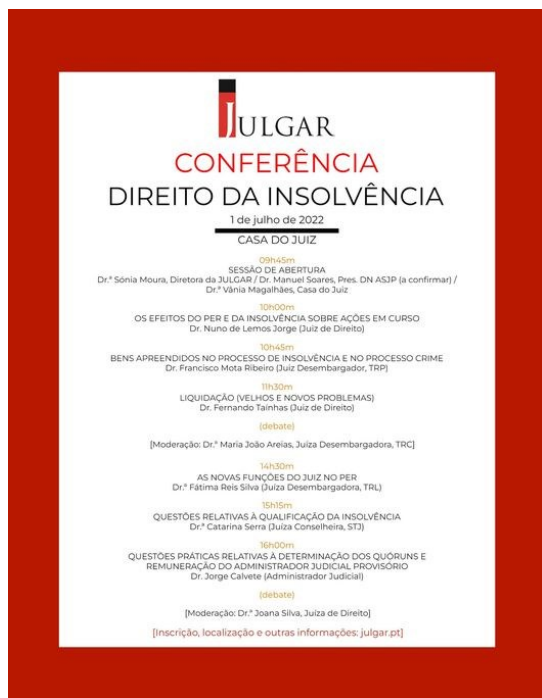 JULGAR
CONFERÊNCIA
DIREITO DA INSOLVÊNCIA
1 de julho de 2022
CASA DO JUIZ
09h45m
SESSÃO DE ABERTURA
Dr.ª Sónia Moura, Diretora da JULGAR / Dr. Manuel Soares, Pres. DN ASJP (a confirmar) /
Dr.ª Vânia Magalhães, Casa do Juiz
10h00m
OS EFEITOS DO PER E DA INSOLVÊNCIA SOBRE AÇÕES EM CURSO
Dr. Nuno de Lemos Jorge (Juiz de Direito)
10h45m
BENS APREENDIDOS NO PROCESSO DE INSOLVÊNCIA E NO PROCESSO CRIME
Dr. Francisco Mota Ribeiro (Juiz Desembargador, TRP)
11h30m
LIQUIDAÇÃO (VELHOS E NOVOS PROBLEMAS)
Dr. Fernando Tainhas (Juiz de Direito)
(debate)
[Moderação: Dr.ª Maria João Areias, Juíza Desembargadora, TRC]
14h30m
AS NOVAS FUNÇÕES DO JUIZ NO PER
Dr.ª Fátima Reis Silva (Juíza Desembargadora, TRL)
15h15m
QUESTÕES RELATIVAS À QUALIFICAÇÃO DA INSOLVÊNCIA
Dr.ª Catarina Serra (Juíza Conselheira, STJ)
16h00m
QUESTÕES PRÁTICAS RELATIVAS À DETERMINAÇÃO DOS QUÓRUNS E
REMUNERAÇÃO DO ADMINISTRADOR JUDICIAL PROVISÓRIO
Dr. Jorge Calvete (Administrador Judicial)
(debate)
[Moderação: Dr.ª Joana Silva, Juíza de Direito]
[Inscrição, localização e outras informações: julgar.pt]